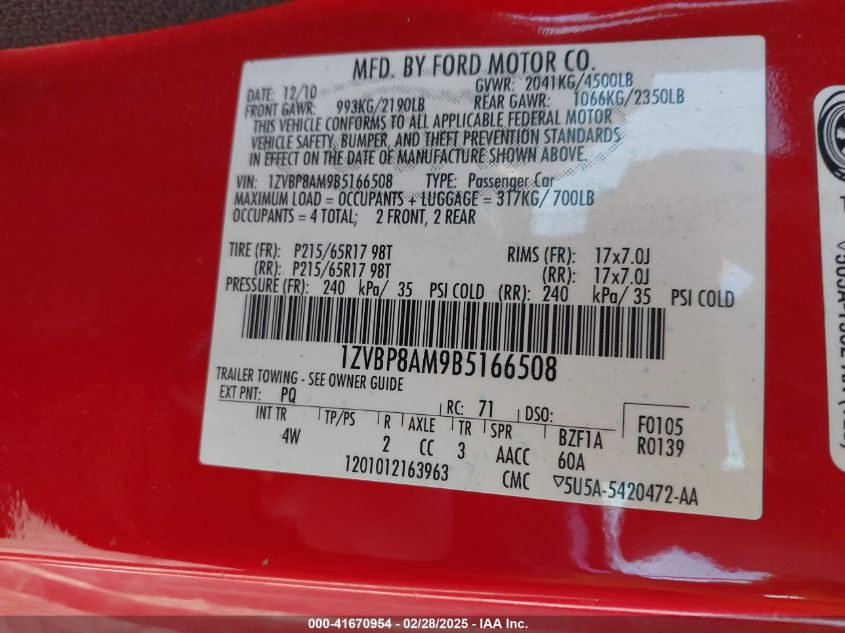 MFD. BY FORD MOTOR CO.
DATE: 12/10 GVWR: 2041KG/4500LB
FRONT GAWR: 993KG/2190LB REAR GAWR: 1066KG/2350LB
THIS VEHICLE CONFORMS TO ALL APPLICABLE FEDERAL MOTOR
VEHICLE SAFETY, BUMPER, AND THEFT PREVENTION STANDARDS
IN EFFECT ON THE DATE OF MANUFACTURE SHOWN ABOVE.
VIN: 1ZVBP8AM9B5166508 TYPE: Passenger Car
MAXIMUM LOAD = OCCUPANTS + LUGGAGE = 317KG/ 700LB
OCCUPANTS = 4 TOTAL; 2 FRONT, 2 REAR
TIRE (FR): P215/65R17 98T RIMS (FR): 17x7.0J
(RR): P215/65R17 98T (RR): 17x7.0J
PRESSURE (FR): 240 kPa/ 35 PSI COLD (RR): 240 kPa/ 35 PSI COLD
1ZVBP8AM9B5166508
TRAILER TOWING - SEE OWNER GUIDE
EXT PNT: PQ RC: 71 DSO: F0105
INT TR TP/PS R AXLE TR SPR BZF1A R0139
4W 2 CC 3 AACC 60A
1201012163963 CMC ▽5U5A-5420472-AA
000-41670954 - 02/28/2025 - IAA Inc.